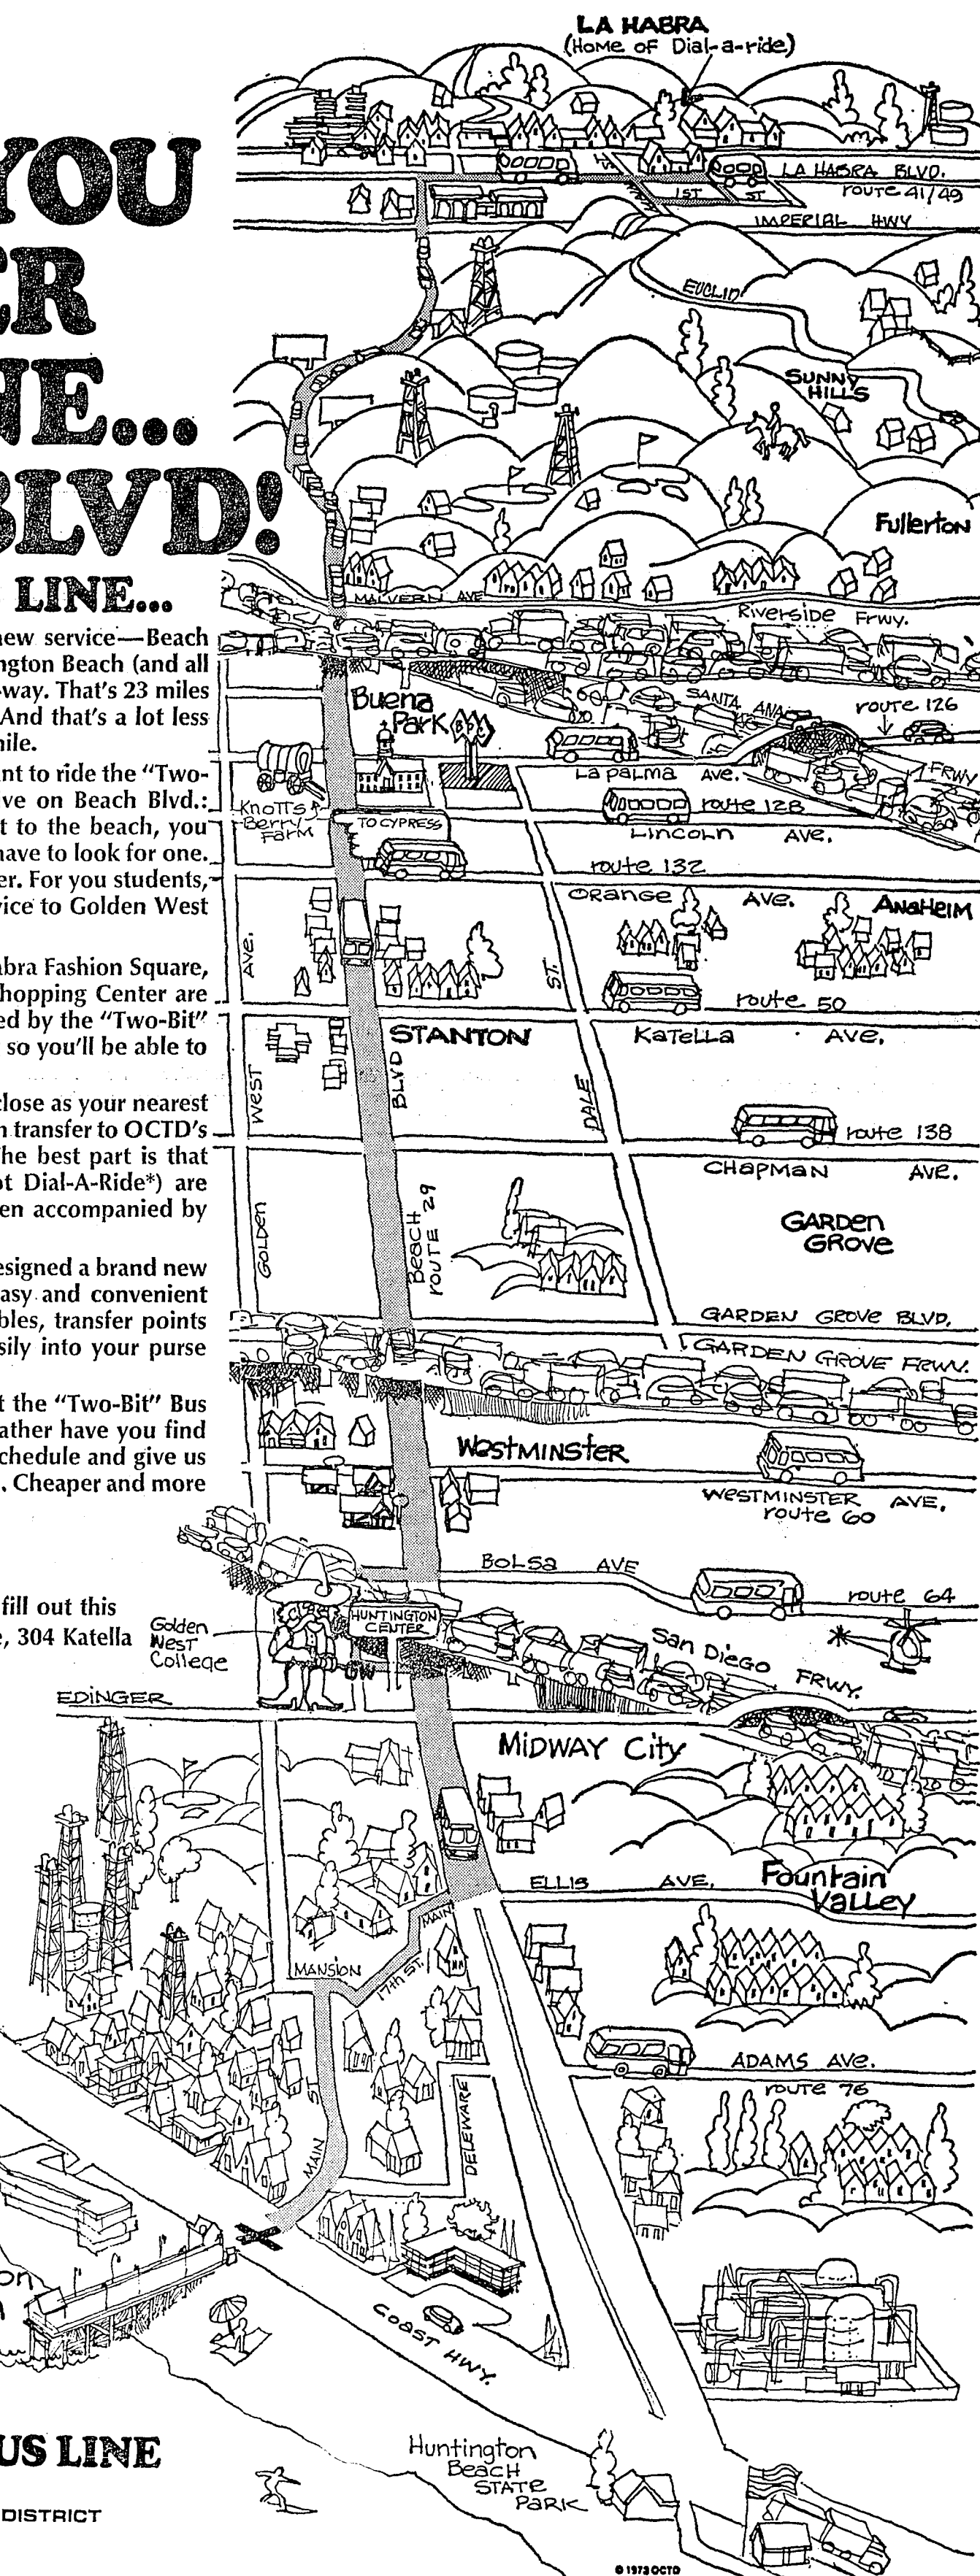 YOU
ER
NE...
BLVD!
LINE...
new service—Beach
ngton Beach (and all
-way. That's 23 miles
And that's a lot less
nile.
nt to ride the "Two-
ive on Beach Blvd.:
t to the beach, you
have to look for one.
er. For you students,
vice to Golden West
abra Fashion Square,
hopping Center are
ed by the "Two-Bit"
so you'll be able to
close as your nearest
n transfer to OCTD's
he best part is that
ot Dial-A-Ride*) are
en accompanied by
esigned a brand new
asy and convenient
bles, transfer points
sily into your purse
t the "Two-Bit" Bus
ather have you find
chedule and give us
. Cheaper and more
fill out this
e, 304 Katella
US LINE
DISTRICT
LA HABRA
(Home of Dial-a-ride)
LA HABRA BLVD.
route 41/49
1ST ST
IMPERIAL HWY
EUCLID
SUNNY
HILLS
Fullerton
MALVERN AVE
Riverside Frwy.
Buena
Park
SANTA ANA FRWY
route 126
La palma Ave.
Knott's
Berry
Farm
TO CYPRESS
route 128
Lincoln AVE.
route 132
Orange AVE.
ANAHEIM
route 50
STANTON
Katella AVE.
GOLDEN WEST AVE.
BEACH BLVD
ROUTE 29
DALE ST.
route 138
CHAPMAN AVE.
GARDEN
GROVE
GARDEN GROVE BLVD.
GARDEN GROVE FRWY.
Westminster
WESTMINSTER AVE.
route 60
BOLSA AVE
route 64
HUNTINGTON
CENTER
Golden
West
College
GW
San Diego FRWY.
EDINGER
MIDWAY City
ELLIS AVE.
Fountain
Valley
MAIN
MANSION
17th ST.
ADAMS AVE.
route 76
MAIN ST.
DELEWARE
on
COAST HWY.
Huntington
Beach
STATE
PARK
© 1973 OCTD